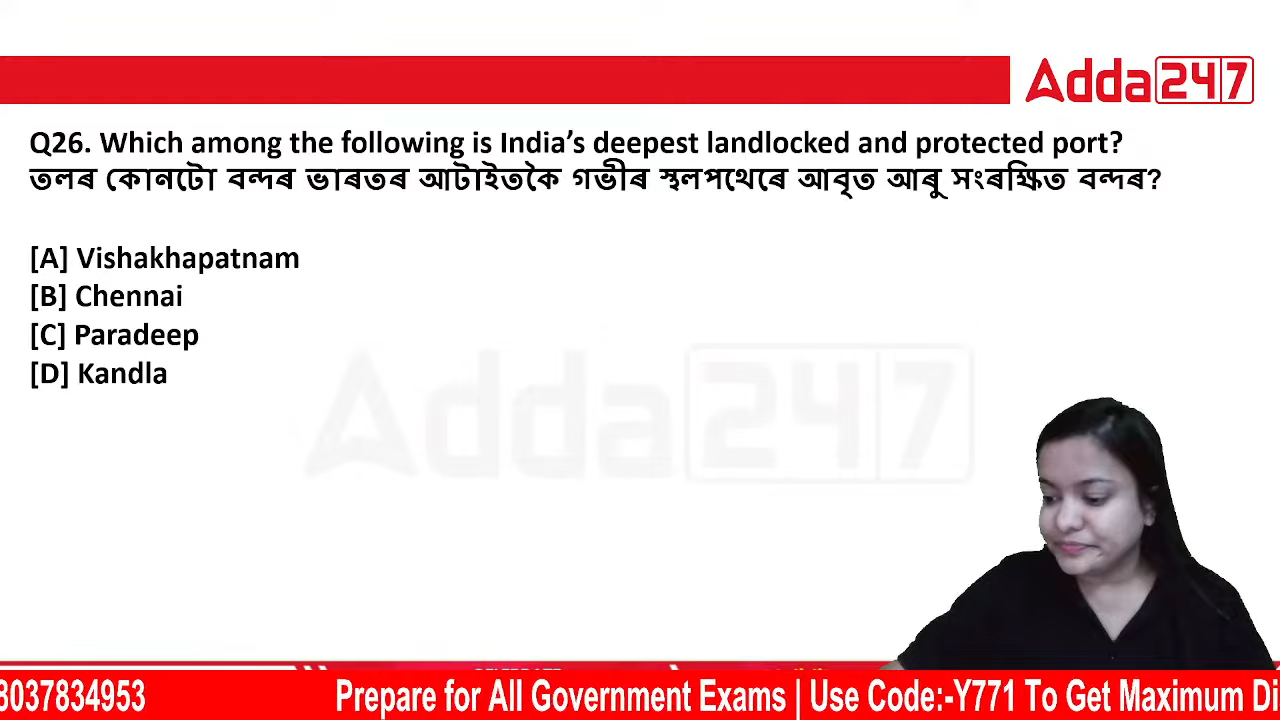 Adda247
Q26. Which among the following is India’s deepest landlocked and protected port?
তলৰ কোনটো বন্দৰ ভাৰতৰ আটাইতকৈ গভীৰ স্থলপথেৰে আবৃত আৰু সংৰক্ষিত বন্দৰ?
[A] Vishakhapatnam
[B] Chennai
[C] Paradeep
[D] Kandla
Adda247
8037834953 Prepare for All Government Exams | Use Code:-Y771 To Get Maximum Di